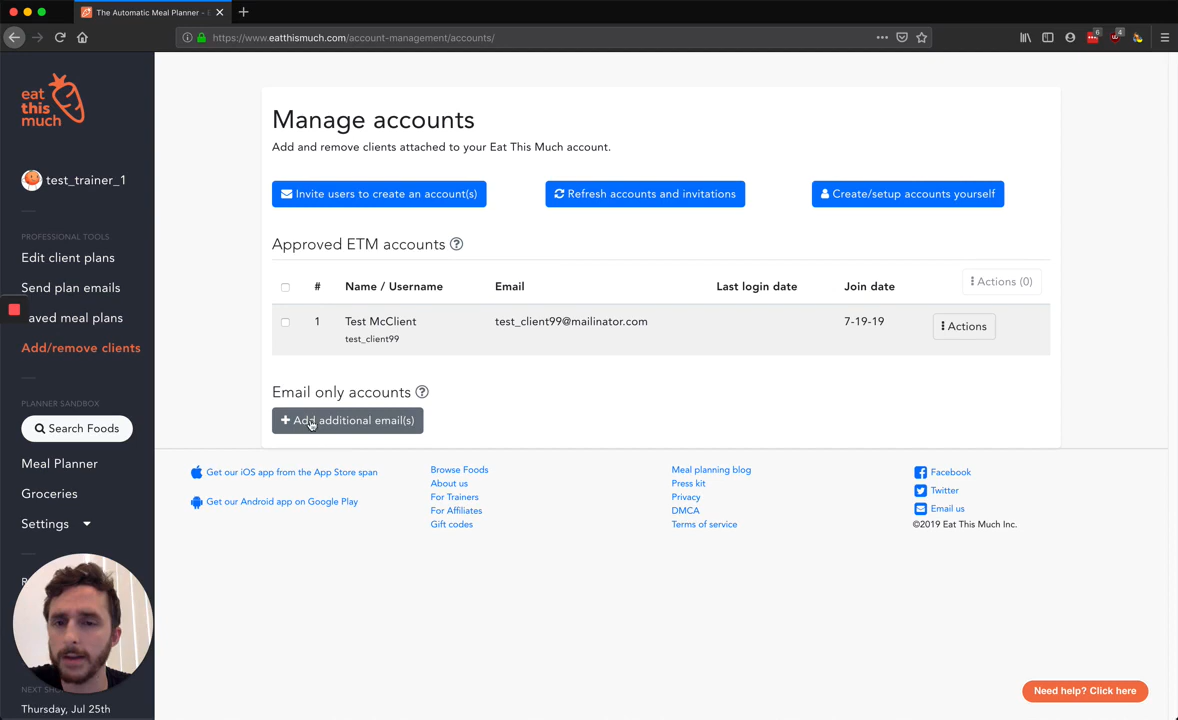 The Automatic Meal Planner -
https://www.eatthismuch.com/account-management/accounts/
6
4
eat
this
much
test_trainer_1
PROFESSIONAL TOOLS
Edit client plans
Send plan emails
aved meal plans
Add/remove clients
PLANNER SANDBOX
Search Foods
Meal Planner
Groceries
Settings
Thursday, Jul 25th
Manage accounts
Add and remove clients attached to your Eat This Much account.
Invite users to create an account(s)
Refresh accounts and invitations
Create/setup accounts yourself
Approved ETM accounts ?
# Name / Username Email Last login date Join date Actions (0)
1 Test McClient test_client99@mailinator.com 7-19-19 Actions
test_client99
Email only accounts ?
+ Add additional email(s)
Get our iOS app from the App Store span
Get our Android app on Google Play
Browse Foods
About us
For Trainers
For Affiliates
Gift codes
Meal planning blog
Press kit
Privacy
DMCA
Terms of service
Facebook
Twitter
Email us
©2019 Eat This Much Inc.
Need help? Click here